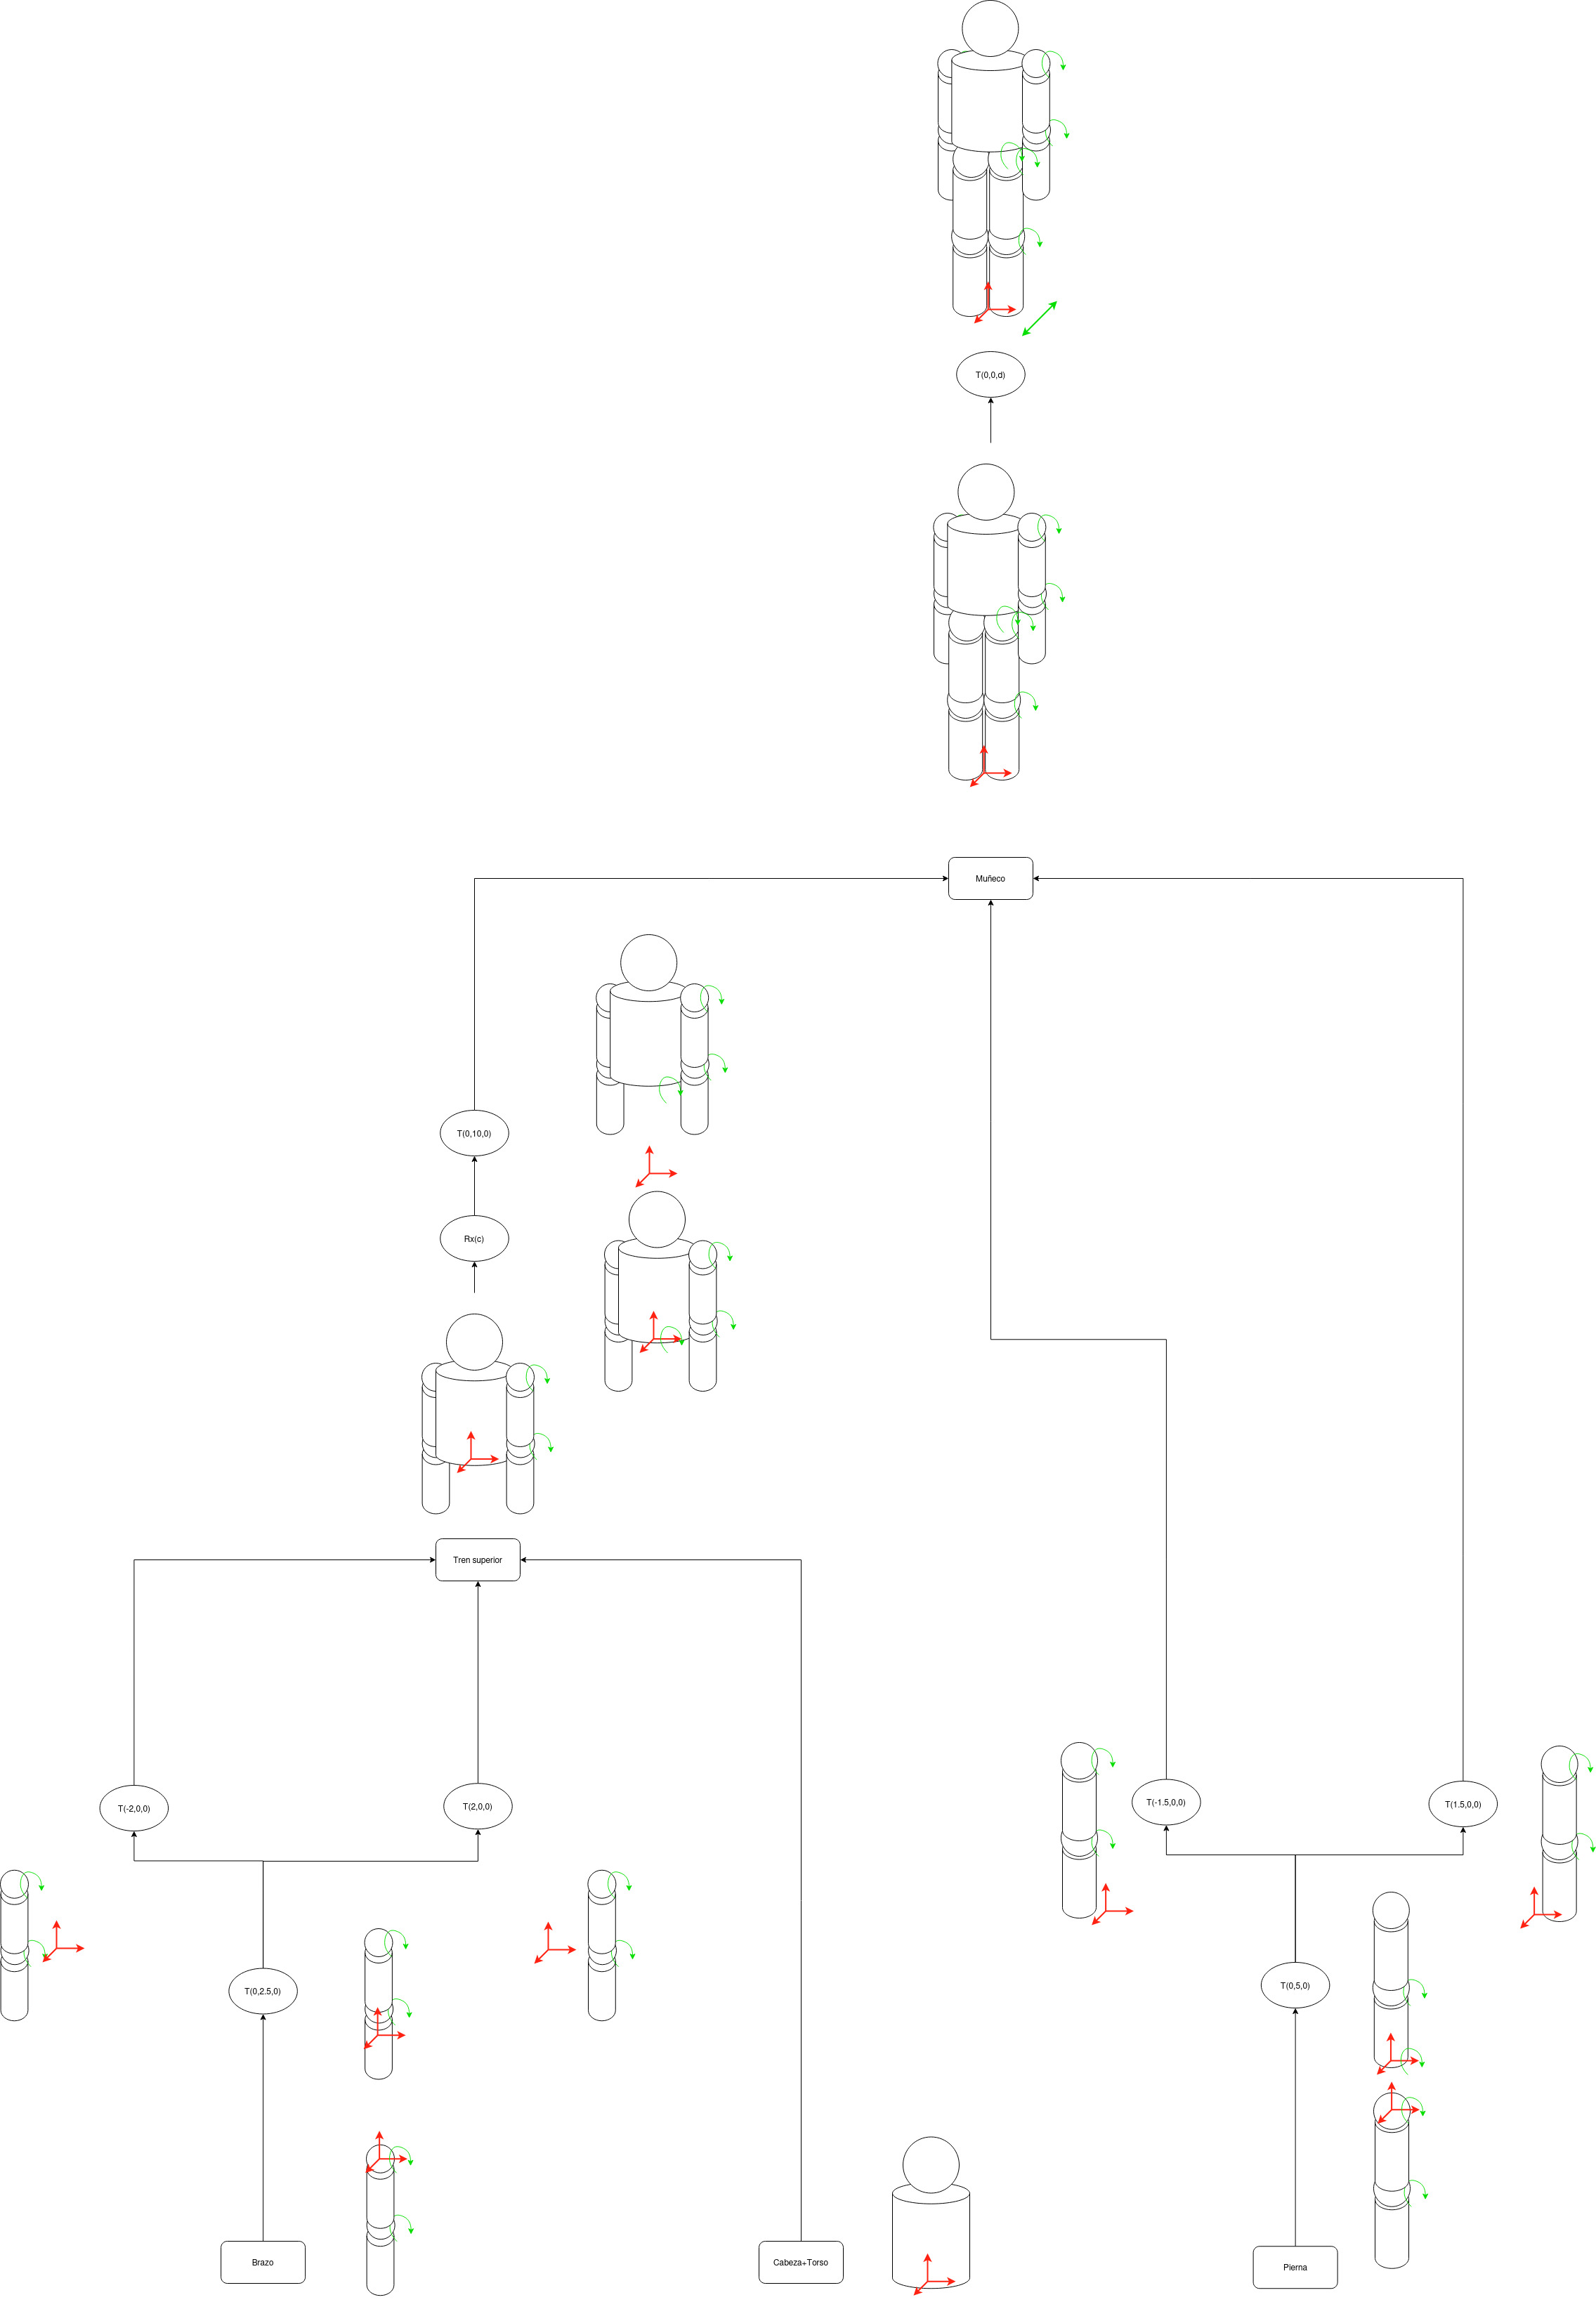 T(0,0,d)
Muñeco
T(0,10,0)
Rx(c)
Tren superior
T(-2,0,0)
T(2,0,0)
T(-1.5,0,0)
T(1.5,0,0)
T(0,2.5,0)
T(0,5,0)
Brazo
Cabeza+Torso
Pierna